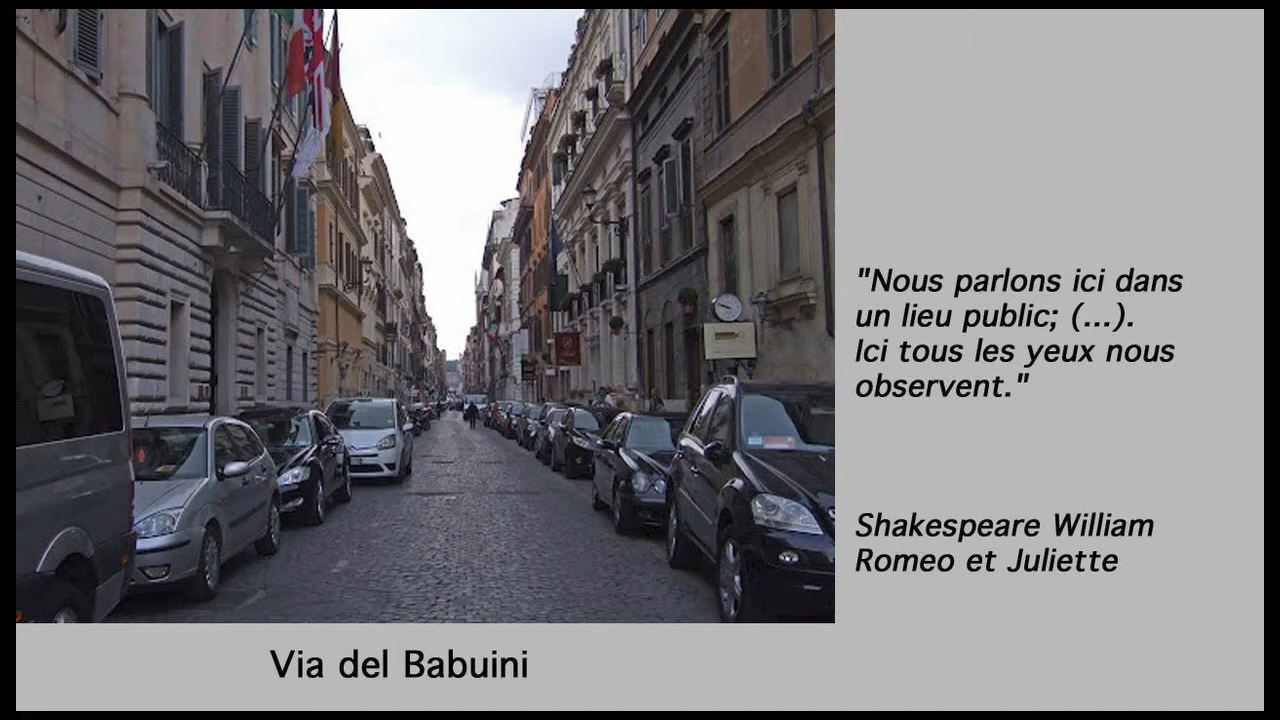 "Nous parlons ici dans
un lieu public; (...).
Ici tous les yeux nous
observent."
Shakespeare William
Romeo et Juliette
Via del Babuini